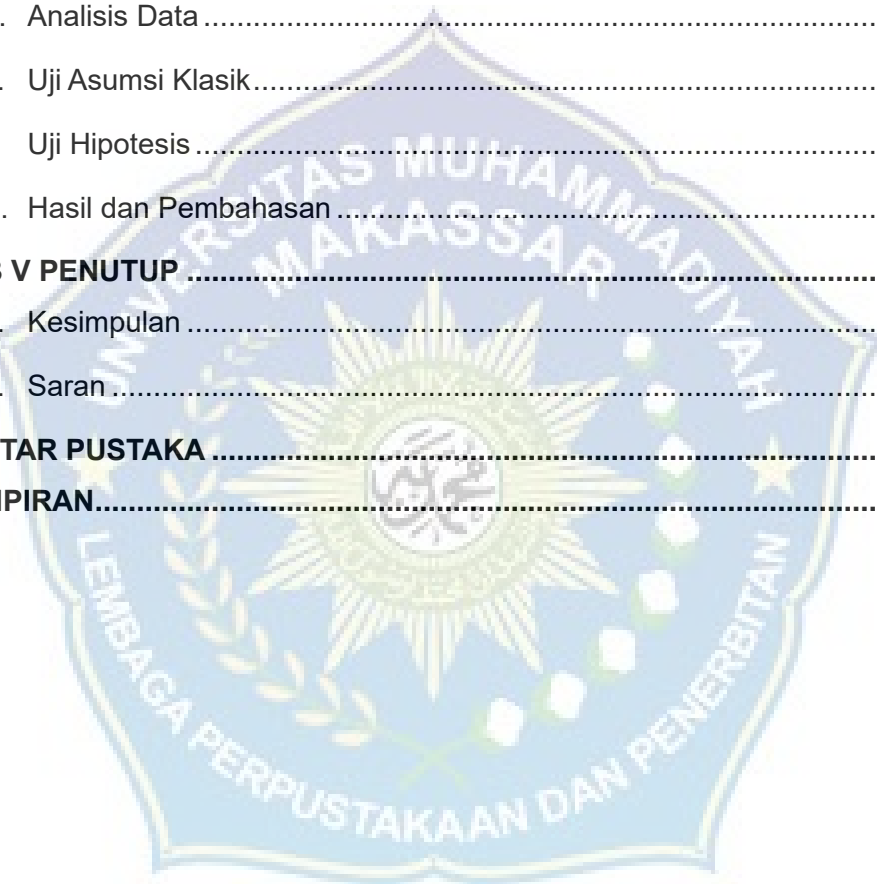 . Analisis Data ........................................................................
. Uji Asumsi Klasik ........................................................................
Uji Hipotesis ........................................................................
. Hasil dan Pembahasan ........................................................................
V PENUTUP ........................................................................
. Kesimpulan ........................................................................
. Saran ........................................................................
TAR PUSTAKA ........................................................................
PIRAN ........................................................................
UNIVERSITAS MUHAMMADIYAH
MAKASSAR
LEMBAGA PERPUSTAKAAN DAN PENERBITAN